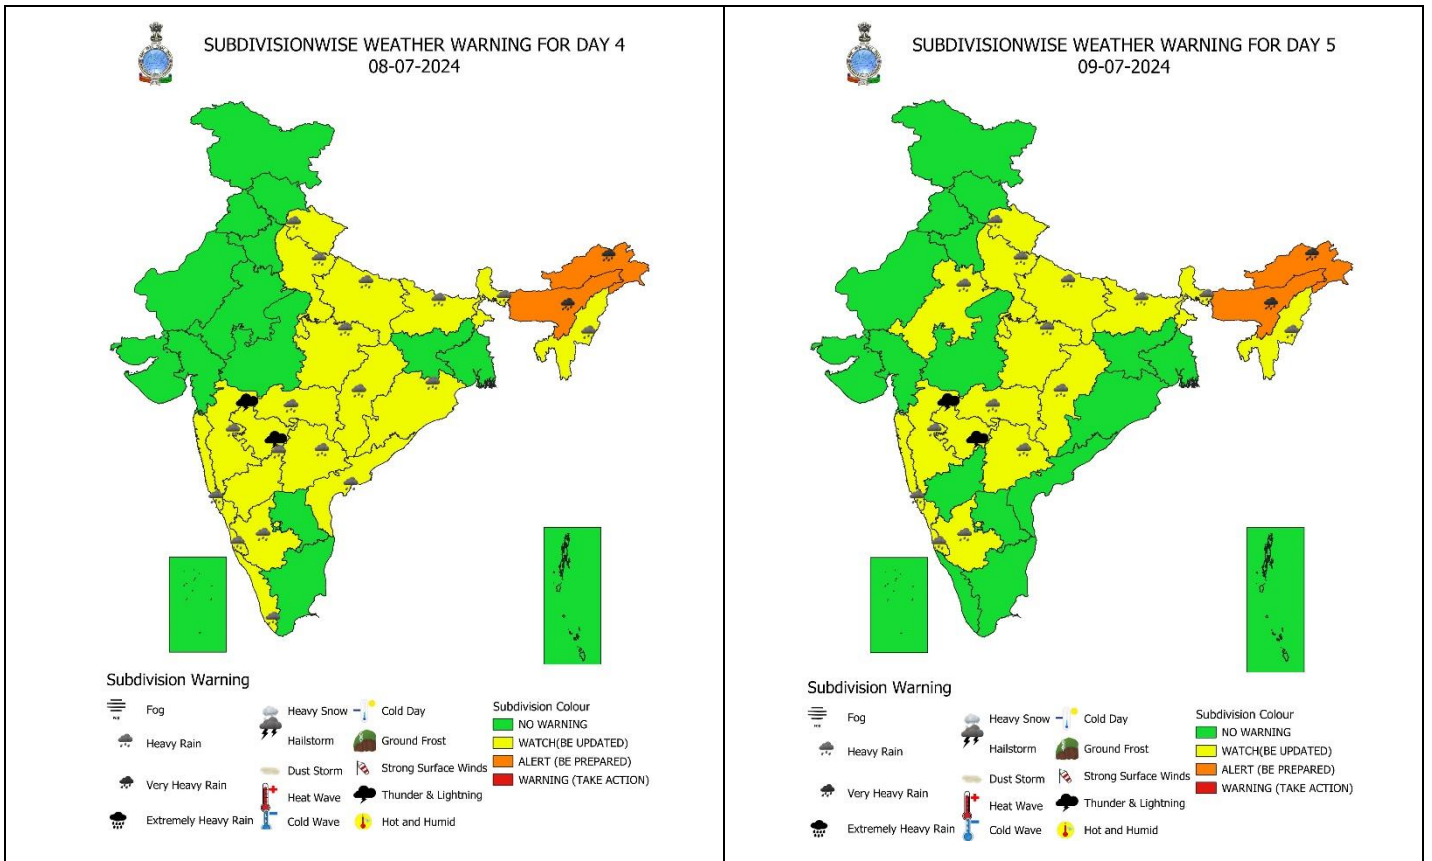 SUBDIVISIONWISE WEATHER WARNING FOR DAY 4
08-07-2024
Subdivision Warning
Fog
Heavy Rain
Very Heavy Rain
Extremely Heavy Rain
Heavy Snow
Hailstorm
Dust Storm
Heat Wave
Cold Wave
Cold Day
Ground Frost
Strong Surface Winds
Thunder & Lightning
Hot and Humid
Subdivision Colour
NO WARNING
WATCH(BE UPDATED)
ALERT (BE PREPARED)
WARNING (TAKE ACTION)
SUBDIVISIONWISE WEATHER WARNING FOR DAY 5
09-07-2024
Subdivision Warning
Fog
Heavy Rain
Very Heavy Rain
Extremely Heavy Rain
Heavy Snow
Hailstorm
Dust Storm
Heat Wave
Cold Wave
Cold Day
Ground Frost
Strong Surface Winds
Thunder & Lightning
Hot and Humid
Subdivision Colour
NO WARNING
WATCH(BE UPDATED)
ALERT (BE PREPARED)
WARNING (TAKE ACTION)